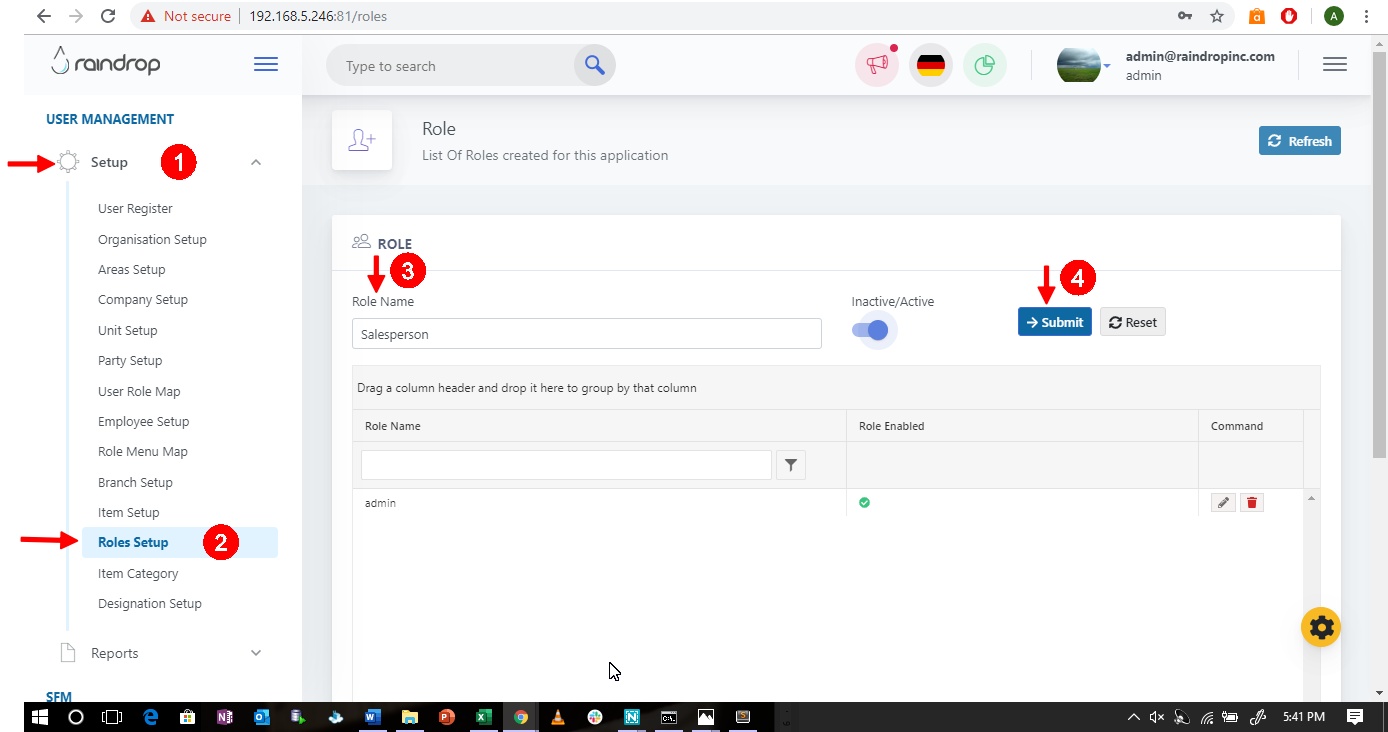 Not secure | 192.168.5.246:81/roles
A
raindrop
Type to search
admin@raindropinc.com
admin
USER MANAGEMENT
Setup
1
User Register
Organisation Setup
Areas Setup
Company Setup
Unit Setup
Party Setup
User Role Map
Employee Setup
Role Menu Map
Branch Setup
Item Setup
Roles Setup
2
Item Category
Designation Setup
Reports
SFM
Role
List Of Roles created for this application
Refresh
ROLE
3
4
Role Name
Inactive/Active
Salesperson
Submit
Reset
Drag a column header and drop it here to group by that column
Role Name
Role Enabled
Command
admin
5:41 PM